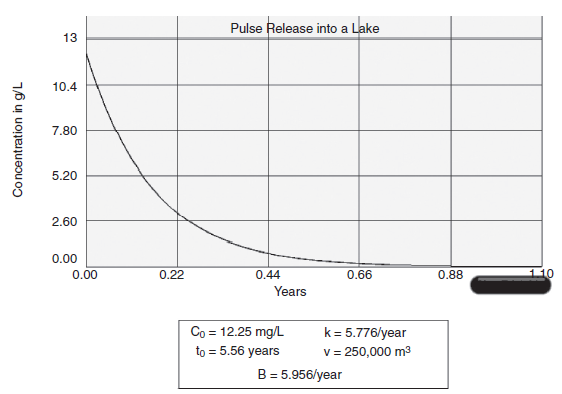 Pulse Release into a Lake
13
10.4
7.80
5.20
2.60
0.00
Concentration in g/L
0.00 0.22 0.44 0.66 0.88 1.10
Years
C₀ = 12.25 mg/L k = 5.776/year
t₀ = 5.56 years v = 250,000 m³
B = 5.956/year